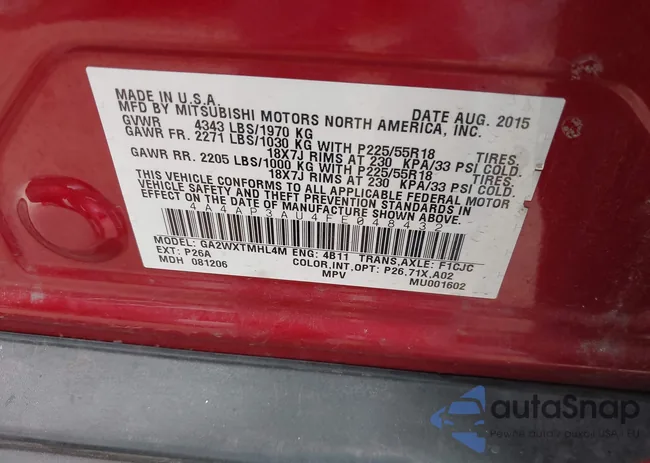 MADE IN U.S.A. DATE AUG. 2015
MFD BY MITSUBISHI MOTORS NORTH AMERICA, INC.
GVWR 4343 LBS/1970 KG
GAWR FR. 2271 LBS/1030 KG WITH P225/55R18 TIRES.
18X7J RIMS AT 230 KPA/33 PSI COLD.
GAWR RR. 2205 LBS/1000 KG WITH P225/55R18 TIRES.
18X7J RIMS AT 230 KPA/33 PSI COLD.
THIS VEHICLE CONFORMS TO ALL APPLICABLE FEDERAL MOTOR
VEHICLE SAFETY AND BUMPER STANDARDS IN
EFFECT ON THE DATE OF MANUFACTURE SHOWN ABOVE.
4A4AP3AU4FE048432
MODEL: GA2WXTMHL4M ENG: 4B11 TRANS,AXLE: F1CJC
EXT: P26A COLOR,INT,OPT: P26,71X,A02
MDH 081206 MPV MU001602
autoSnap